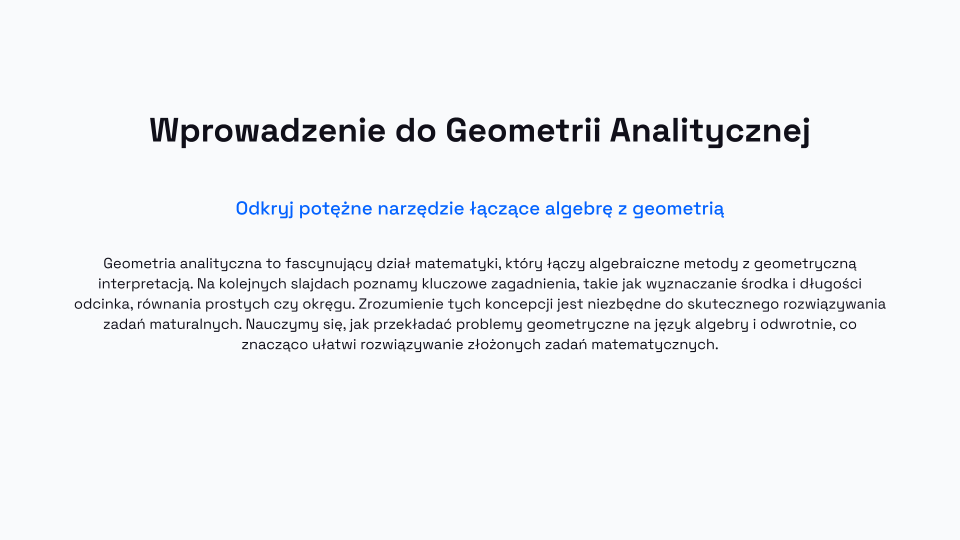 Wprowadzenie do Geometrii Analitycznej
Odkryj potężne narzędzie łączące algebrę z geometrią
Geometria analityczna to fascynujący dział matematyki, który łączy algebraiczne metody z geometryczną
interpretacją. Na kolejnych slajdach poznamy kluczowe zagadnienia, takie jak wyznaczanie środka i długości
odcinka, równania prostych czy okręgu. Zrozumienie tych koncepcji jest niezbędne do skutecznego rozwiązywania
zadań maturalnych. Nauczymy się, jak przekładać problemy geometryczne na język algebry i odwrotnie, co
znacząco ułatwi rozwiązywanie złożonych zadań matematycznych.